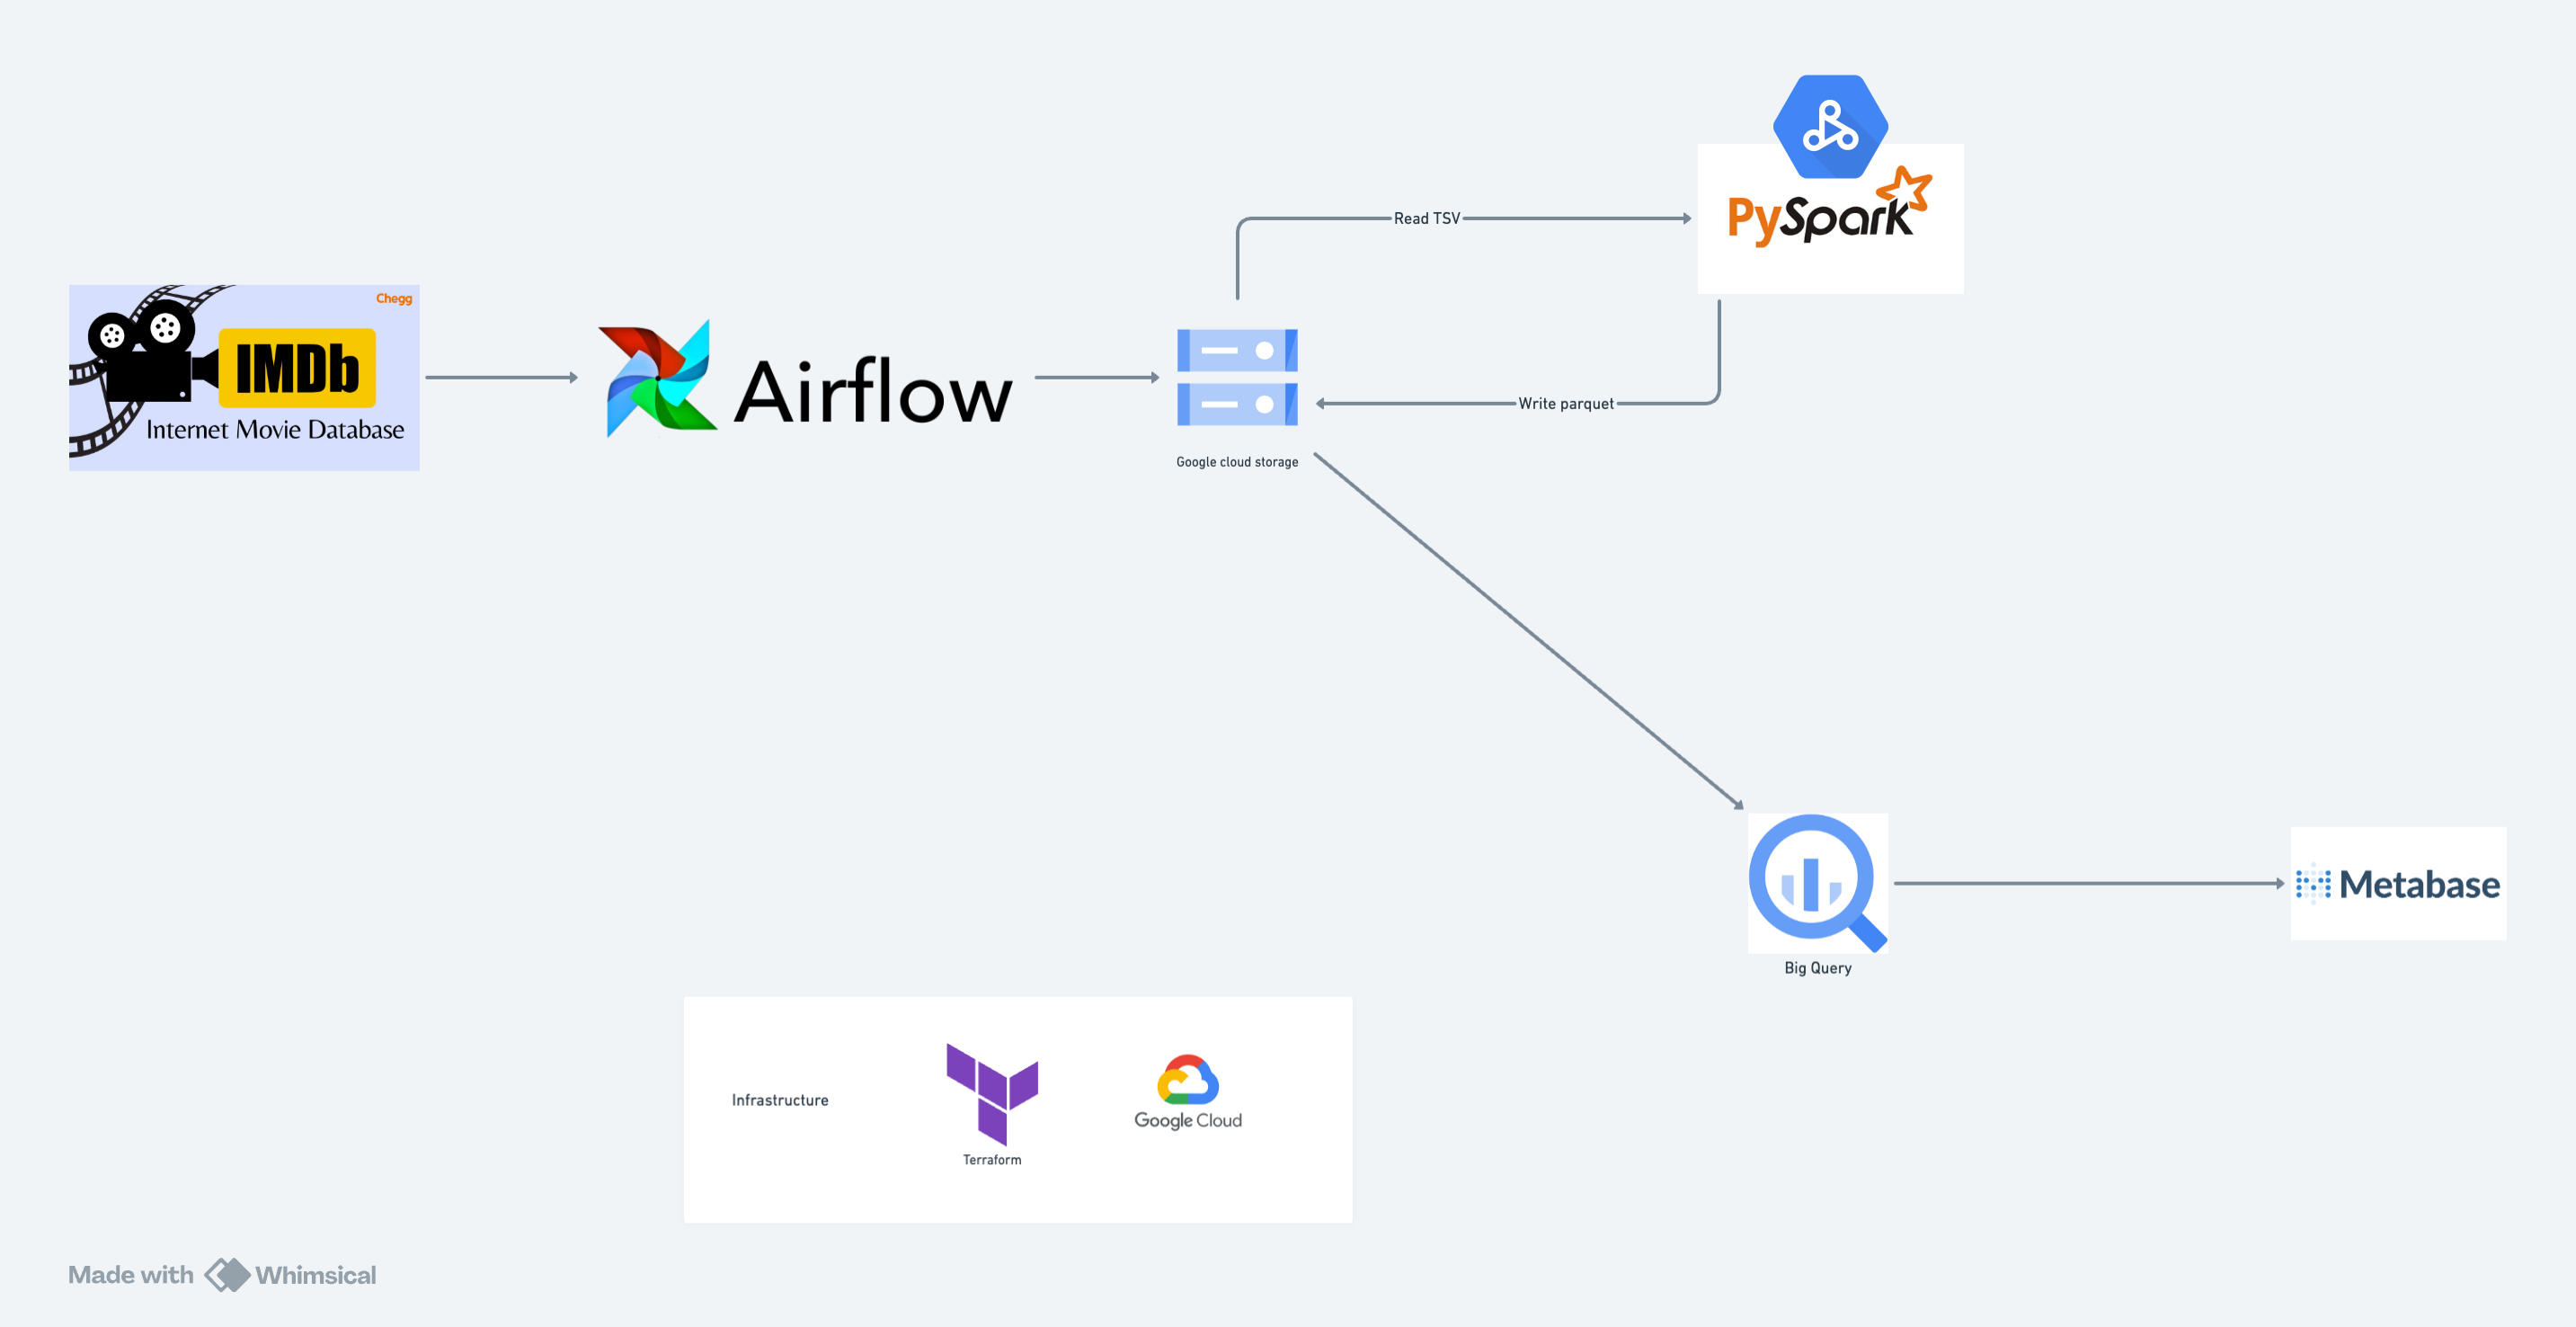 Chegg
IMDb
Internet Movie Database
Airflow
Google cloud storage
Read TSV
PySpark
Write parquet
Big Query
Metabase
Infrastructure
Terraform
Google Cloud
Made with Whimsical